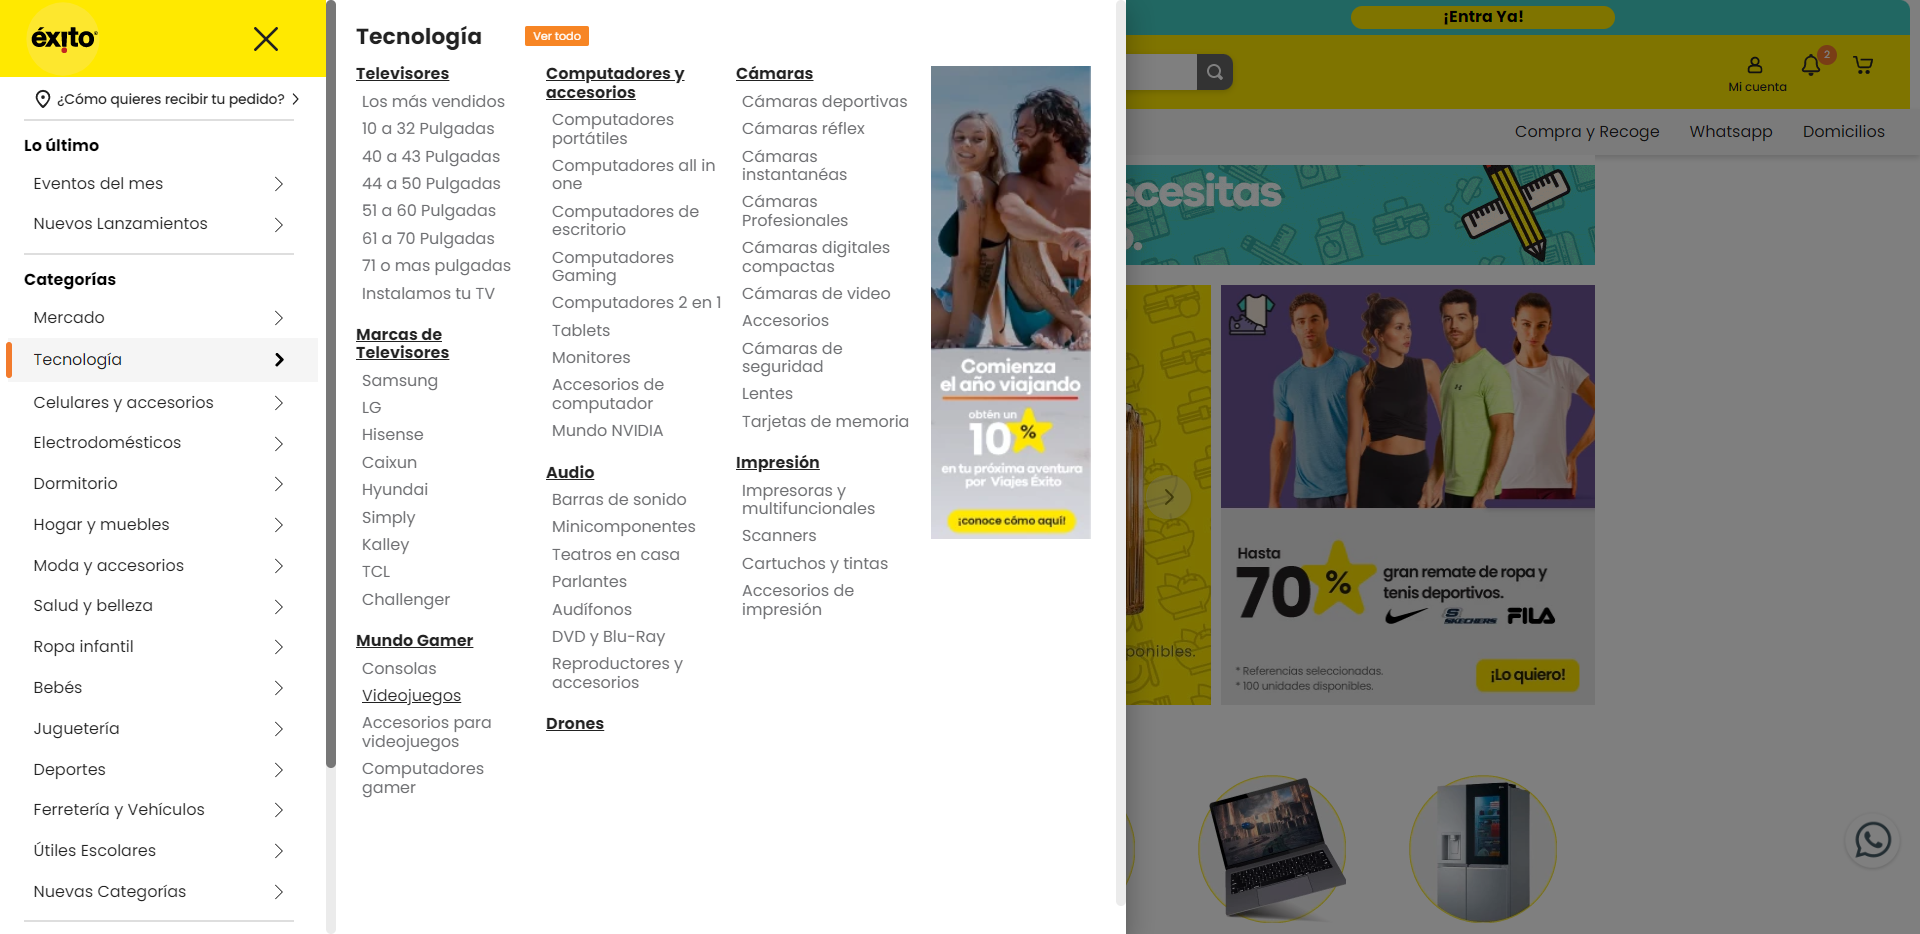 éxito
¿Cómo quieres recibir tu pedido?
Lo último
Eventos del mes
Nuevos Lanzamientos
Categorías
Mercado
Tecnología
Celulares y accesorios
Electrodomésticos
Dormitorio
Hogar y muebles
Moda y accesorios
Salud y belleza
Ropa infantil
Bebés
Juguetería
Deportes
Ferretería y Vehículos
Útiles Escolares
Nuevas Categorías
Tecnología
Ver todo
Televisores
Los más vendidos
10 a 32 Pulgadas
40 a 43 Pulgadas
44 a 50 Pulgadas
51 a 60 Pulgadas
61 a 70 Pulgadas
71 o mas pulgadas
Instalamos tu TV
Marcas de
Televisores
Samsung
LG
Hisense
Caixun
Hyundai
Simply
Kalley
TCL
Challenger
Mundo Gamer
Consolas
Videojuegos
Accesorios para
videojuegos
Computadores
gamer
Computadores y
accesorios
Computadores
portátiles
Computadores all in
one
Computadores de
escritorio
Computadores
Gaming
Computadores 2 en 1
Tablets
Monitores
Accesorios de
computador
Mundo NVIDIA
Audio
Barras de sonido
Minicomponentes
Teatros en casa
Parlantes
Audífonos
DVD y Blu-Ray
Reproductores y
accesorios
Drones
Cámaras
Cámaras deportivas
Cámaras réflex
Cámaras
instantanéas
Cámaras
Profesionales
Cámaras digitales
compactas
Cámaras de video
Accesorios
Cámaras de
seguridad
Lentes
Tarjetas de memoria
Impresión
Impresoras y
multifuncionales
Scanners
Cartuchos y tintas
Accesorios de
impresión
Comienza
el año viajando
obtén un
10%
en tu próxima aventura
por Viajes Éxito
¡conoce cómo aquí!
¡Entra Ya!
Mi cuenta
2
Compra y Recoge
Whatsapp
Domicilios
ecesitas
o.
ponibles.
Hasta
70%
gran remate de ropa y
tenis deportivos.
SKECHERS
FILA
* Referencias seleccionadas.
* 100 unidades disponibles.
¡Lo quiero!